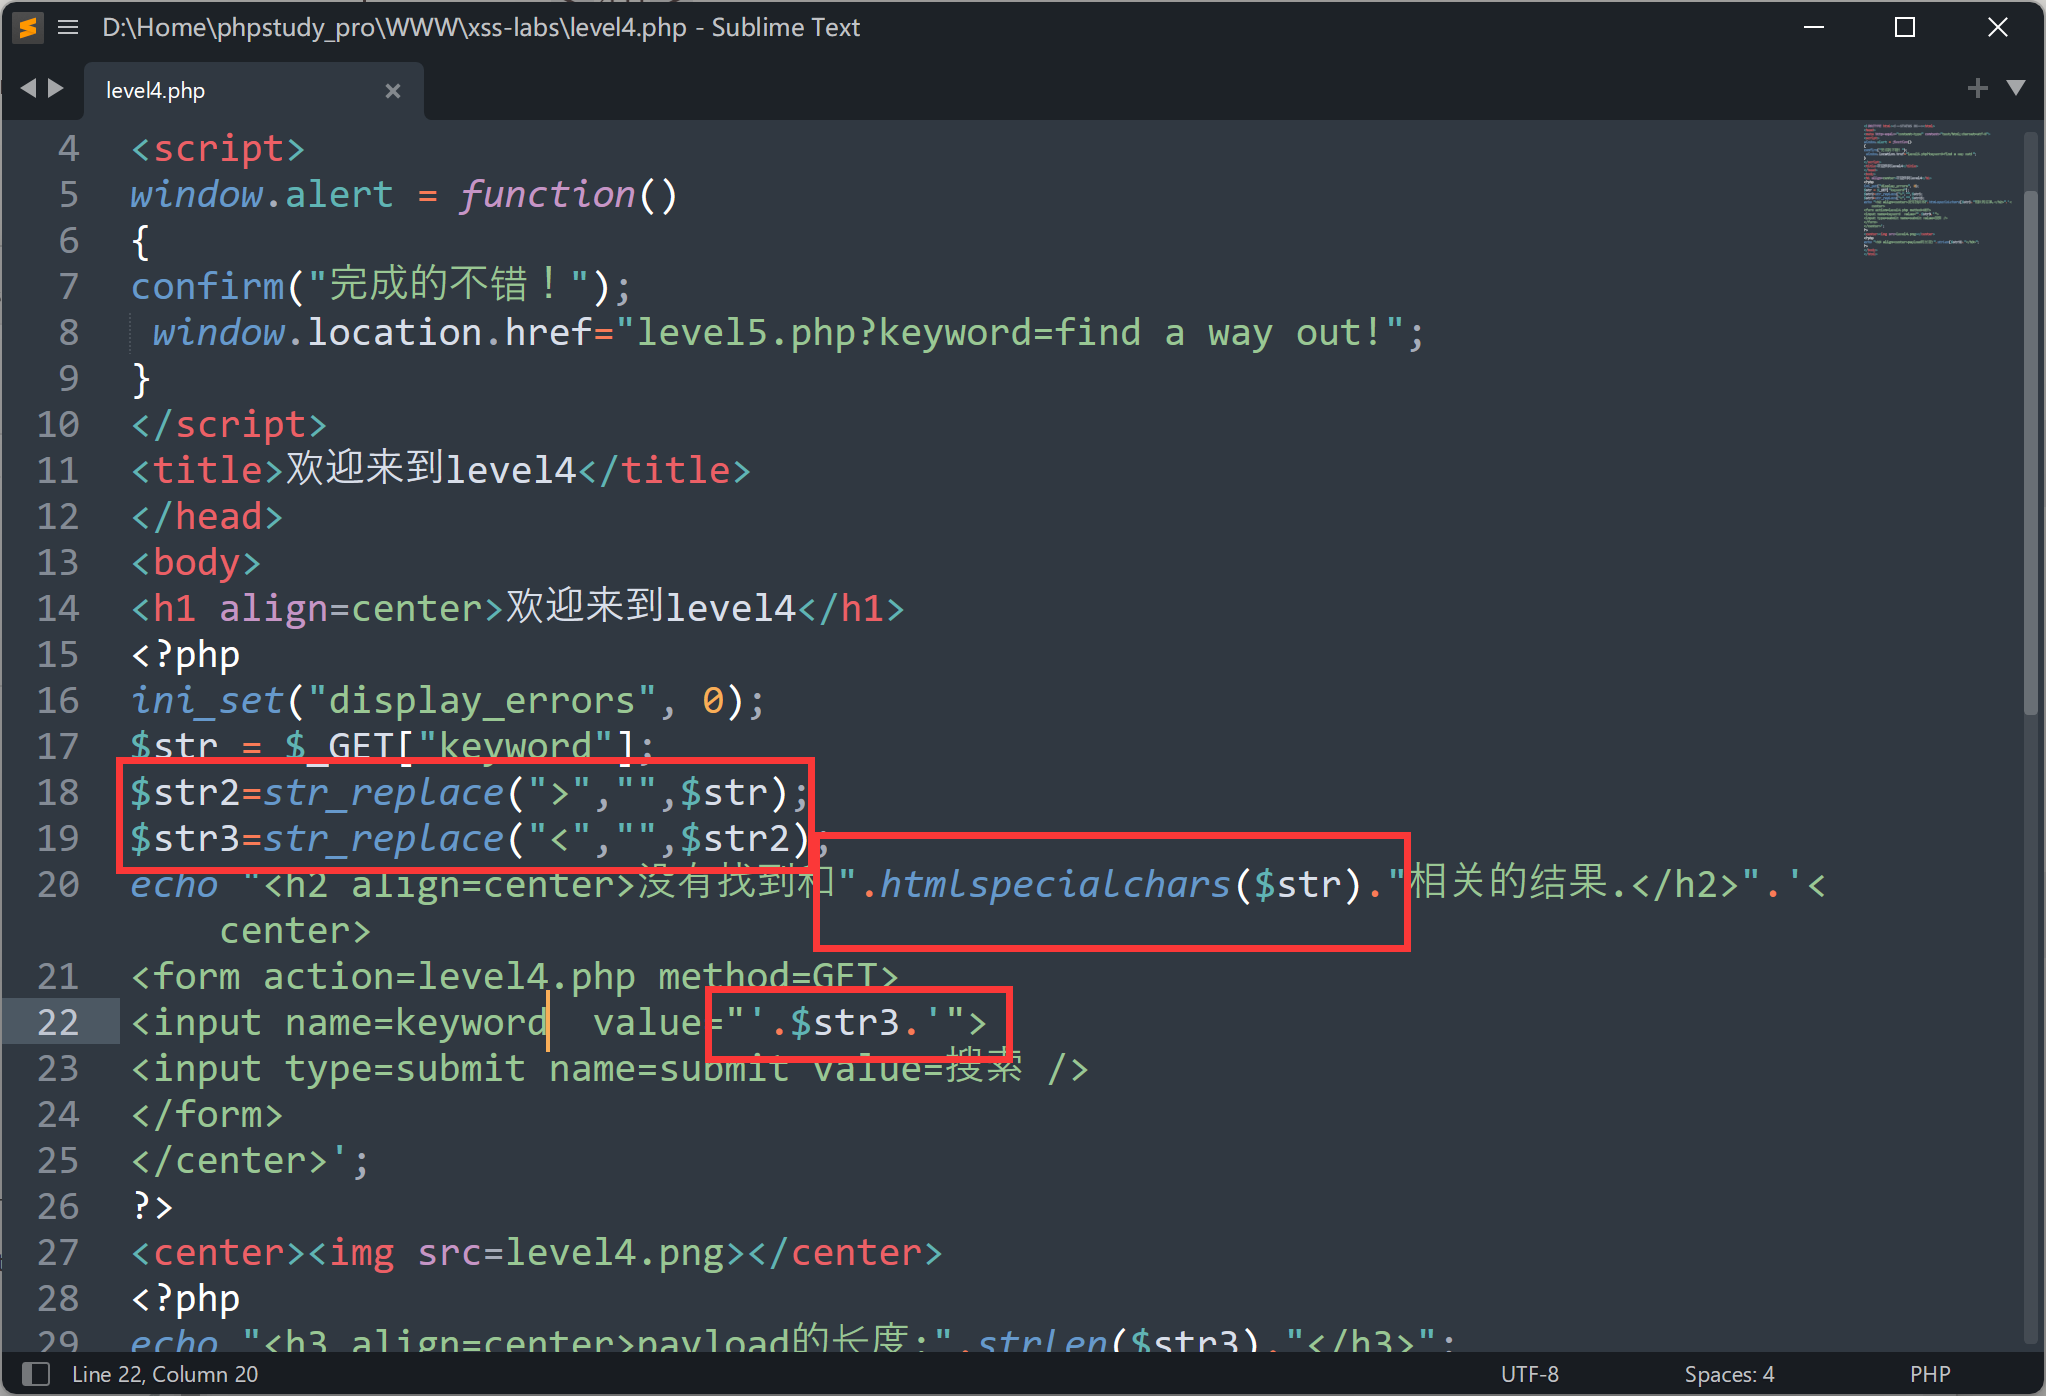 D:\Home\phpstudy_pro\WWW\xss-labs\level4.php - Sublime Text
level4.php
4 <script>
5 window.alert = function()
6 {
7 confirm("完成的不错！");
8  window.location.href="level5.php?keyword=find a way out!";
9 }
10 </script>
11 <title>欢迎来到level4</title>
12 </head>
13 <body>
14 <h1 align=center>欢迎来到level4</h1>
15 <?php
16 ini_set("display_errors", 0);
17 $str = $_GET["keyword"];
18 $str2=str_replace(">","",$str);
19 $str3=str_replace("<","",$str2);
20 echo "<h2 align=center>没有找到和".htmlspecialchars($str)."相关的结果.</h2>".'<
center>
21 <form action=level4.php method=GET>
22 <input name=keyword  value="'.$str3.'">
23 <input type=submit name=submit value=搜索 />
24 </form>
25 </center>';
26 ?>
27 <center><img src=level4.png></center>
28 <?php
29 echo "<h3 align=center>payload的长度:".strlen($str3)."</h3>";
Line 22, Column 20
UTF-8
Spaces: 4
PHP